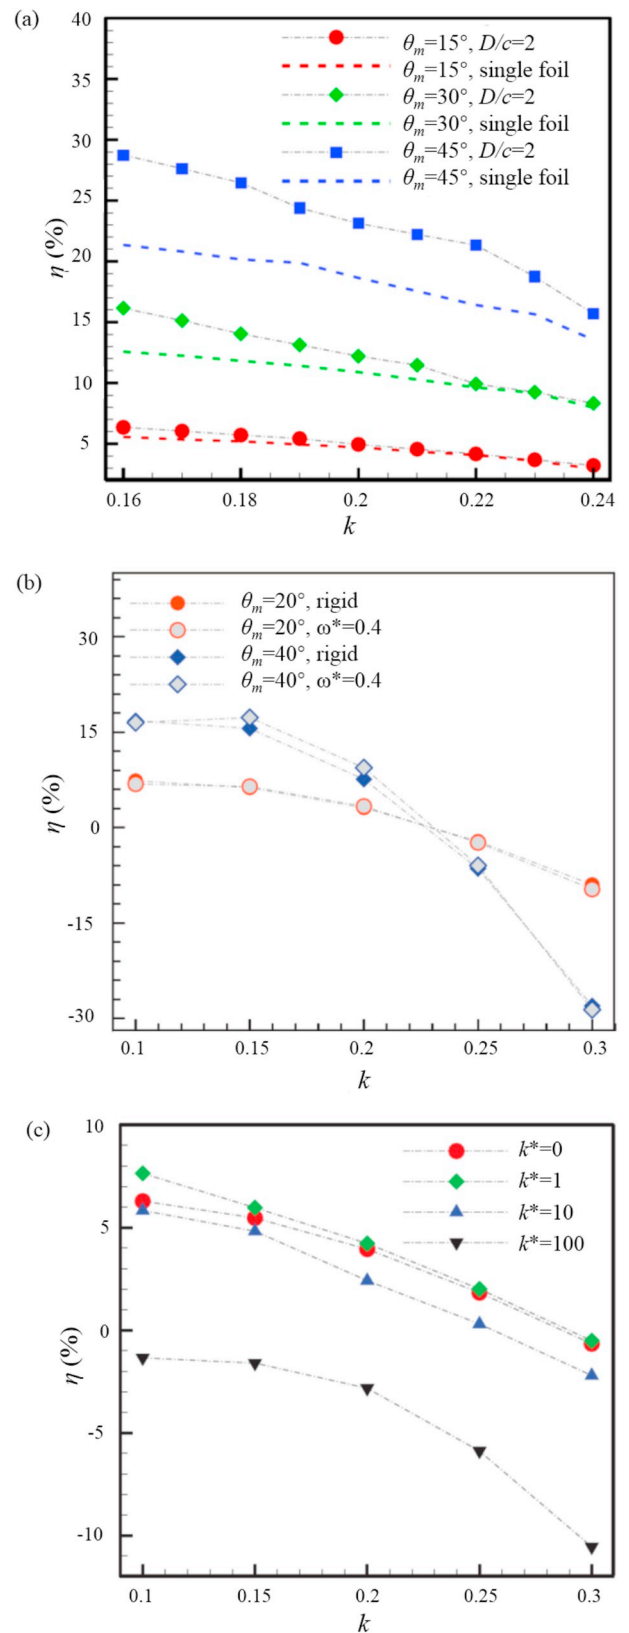 (a)
40
35
30
25
20
15
10
5
η (%)
θm=15°, D/c=2
θm=15°, single foil
θm=30°, D/c=2
θm=30°, single foil
θm=45°, D/c=2
θm=45°, single foil
0.16 0.18 0.2 0.22 0.24
k
(b)
30
15
0
-15
-30
η (%)
θm=20°, rigid
θm=20°, ω*=0.4
θm=40°, rigid
θm=40°, ω*=0.4
0.1 0.15 0.2 0.25 0.3
k
(c)
10
5
0
-5
-10
η (%)
k*=0
k*=1
k*=10
k*=100
0.1 0.15 0.2 0.25 0.3
k